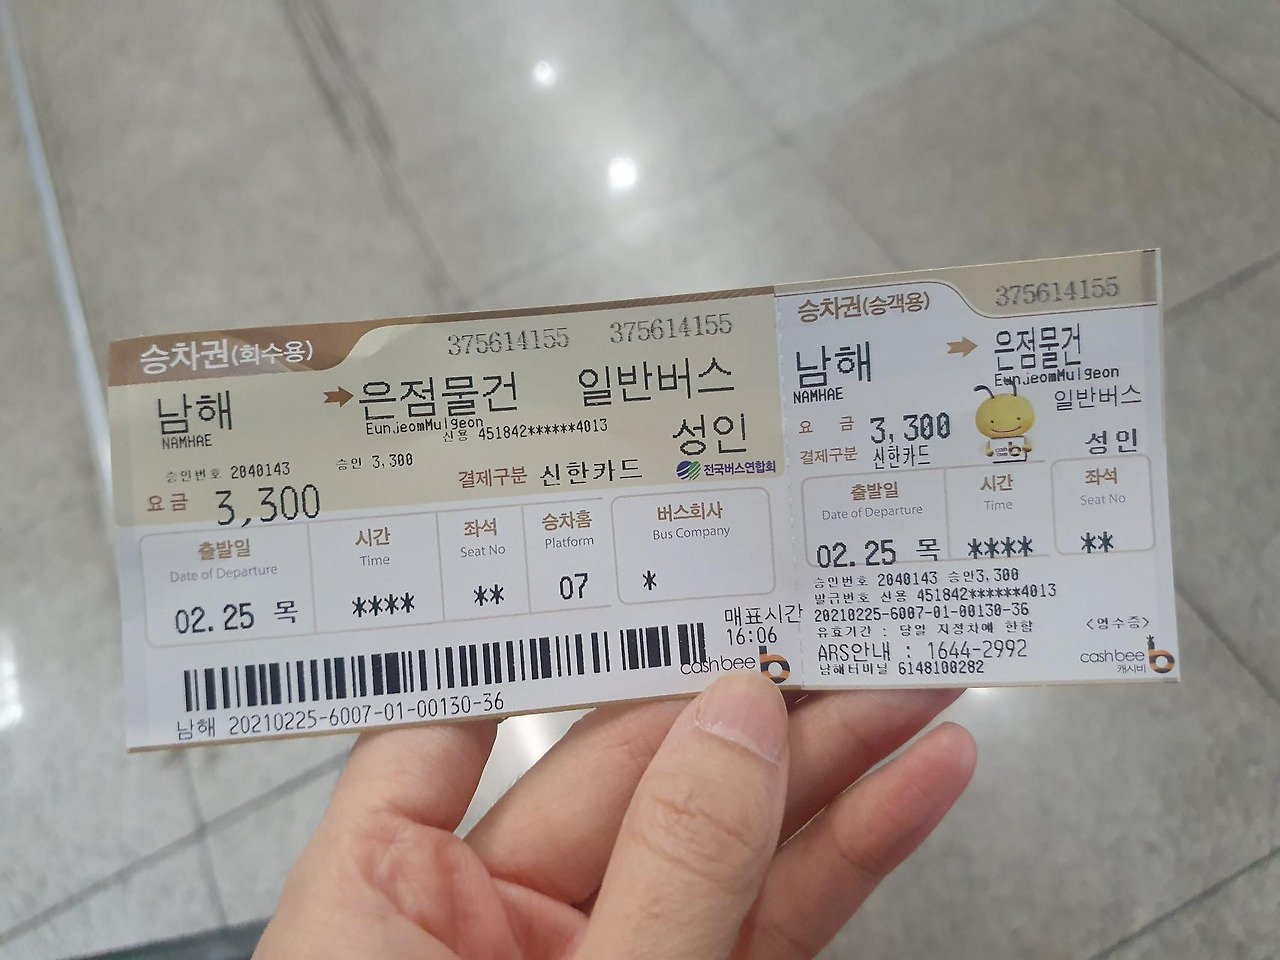 승차권(회수용)
375614155 375614155
남해 은점물건 일반버스
NAMHAE EunjeomMulgeon
신용 451842******4013
성인
승인번호 2040143 승인 3,300
결제구분 신한카드 전국버스연합회
요금 3,300
출발일 시간 좌석 승차홈 버스회사
Date of Departure Time Seat No Platform Bus Company
02.25 목 **** ** 07 *
매표시간
16:06
cashbee
남해 20210225-6007-01-00130-36
승차권(승객용) 375614155
남해 은점물건
NAMHAE EunjeomMulgeon
일반버스
요 금 3,300
결제구분 신한카드 성인
출발일 시간 좌석
Date of Departure Time Seat No
02.25 목 **** **
승인번호 2040143 승인3,300
발급번호 신용 451842******4013
20210225-6007-01-00130-36
유효기간 : 당일 지정차에 한함 <영수증>
ARS안내 : 1644-2992
남해터미널 6148100282
cashbee
캐시비